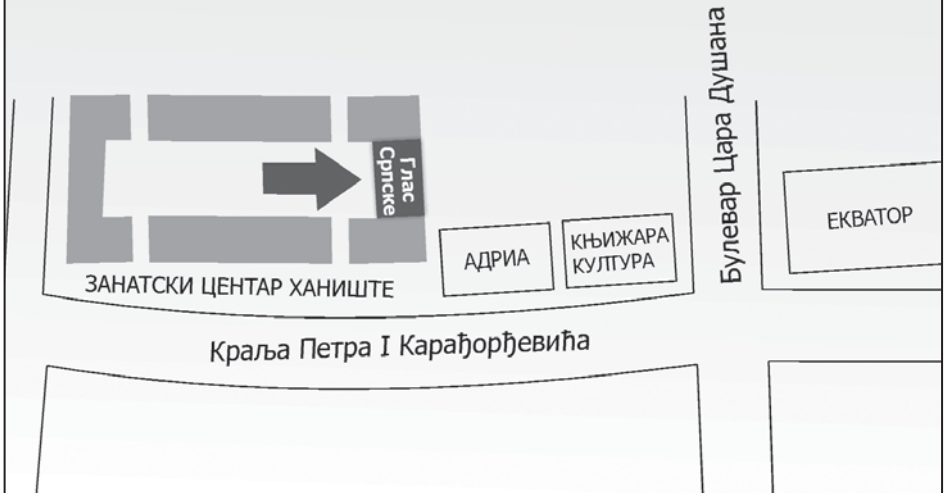 Булевар Цара Душана
Глас
Српске
ЕКВАТОР
АДРИА
КЊИЖАРА
КУЛТУРА
ЗАНАТСКИ ЦЕНТАР ХАНИШТЕ
Краља Петра I Карађорђевића